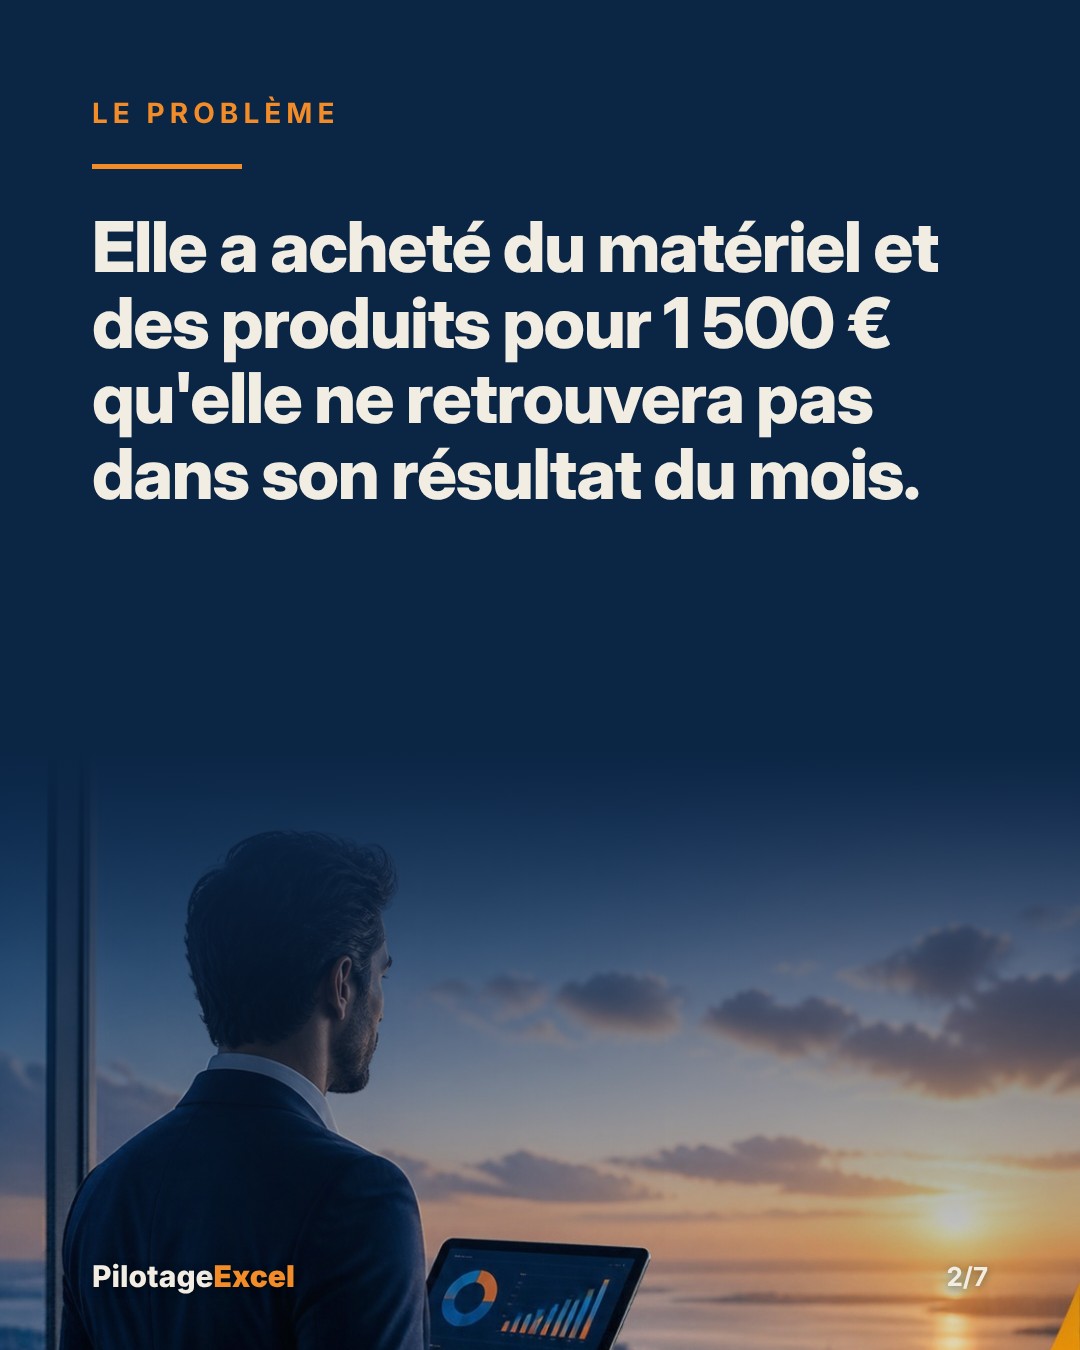 LE PROBLÈME
Elle a acheté du matériel et
des produits pour 1 500 €
qu'elle ne retrouvera pas
dans son résultat du mois.
PilotageExcel
2/7